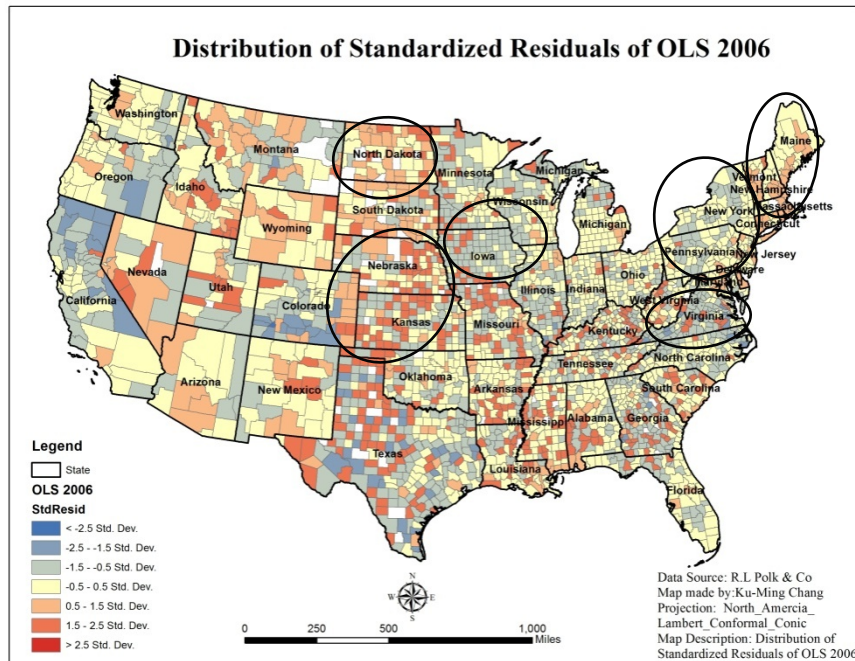 Distribution of Standardized Residuals of OLS 2006
Washington
Montana
North Dakota
Maine
Oregon
Idaho
Minnesota
Michigan
Vermont
New Hampshire
Massachusetts
South Dakota
Wisconsin
Michigan
New York
Connecticut
Wyoming
Iowa
Pennsylvania
New Jersey
Nebraska
Delaware
Nevada
Utah
Illinois
Indiana
Ohio
Maryland
California
Colorado
West Virginia
Virginia
Kansas
Missouri
Kentucky
Tennessee
North Carolina
Arizona
New Mexico
Oklahoma
Arkansas
South Carolina
Mississippi
Alabama
Georgia
Texas
Louisiana
Florida
Legend
State
OLS 2006
StdResid
< -2.5 Std. Dev.
-2.5 - -1.5 Std. Dev.
-1.5 - -0.5 Std. Dev.
-0.5 - 0.5 Std. Dev.
0.5 - 1.5 Std. Dev.
1.5 - 2.5 Std. Dev.
> 2.5 Std. Dev.
N
W E
S
0 250 500 1,000
Miles
Data Source: R.L Polk & Co
Map made by:Ku-Ming Chang
Projection: North_Amercia_
Lambert_Conformal_Conic
Map Description: Distribution of
Standardized Residuals of OLS 2006